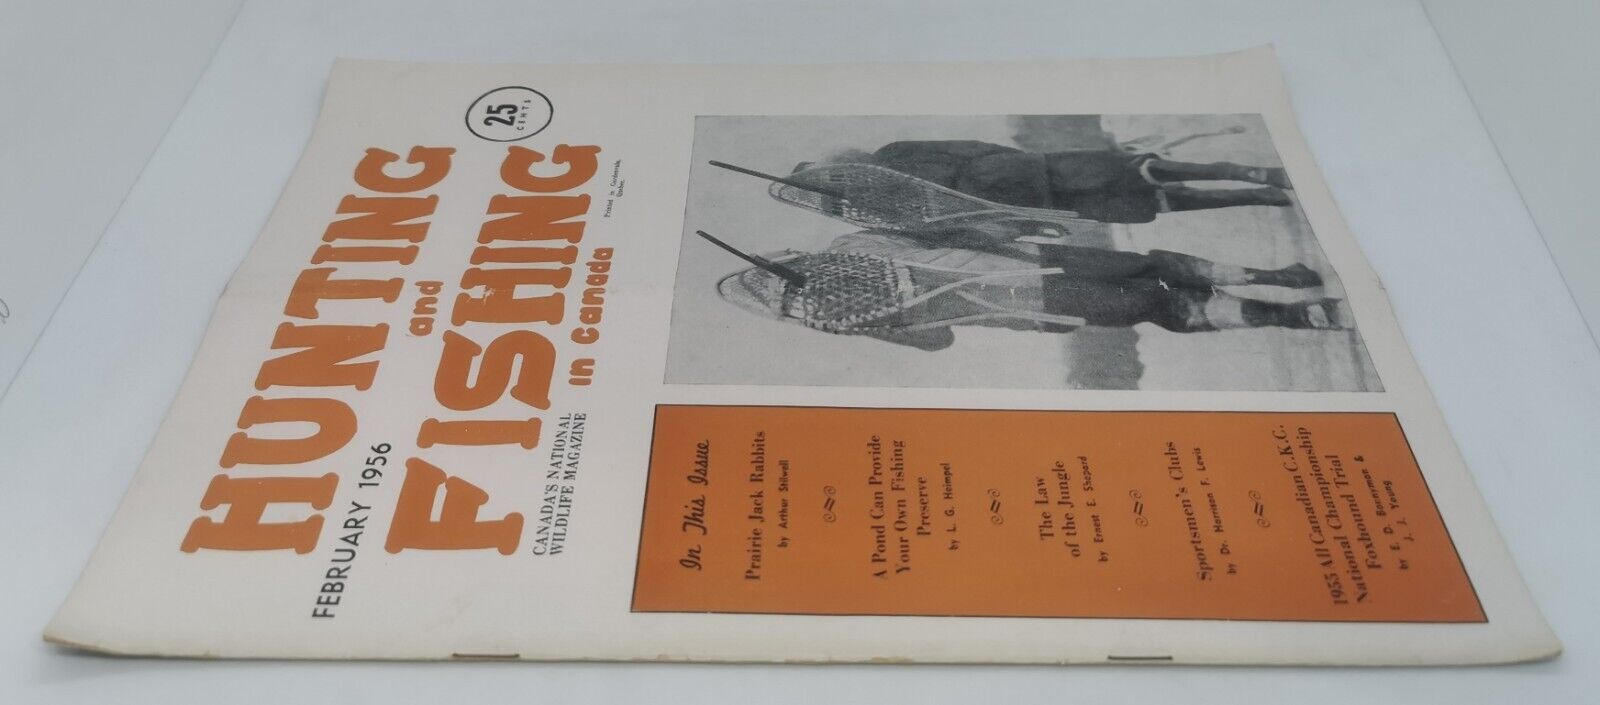 FEBRUARY 1956
25
CENTS
HUNTING
and
FISHING
in Canada
CANADA'S NATIONAL
WILDLIFE MAGAZINE
Printed in Gardenvale,
Quebec.
In This Issue
Prairie Jack Rabbits
by Arthur Stilwell
A Pond Can Provide
Your Own Fishing
Preserve
by L. G. Heimpel
The Law
of the Jungle
by Ernest E. Shepard
Sportsmen's Clubs
by Dr. Harrison F. Lewis
1955 All Canadian C.K.C.
National Championship
Foxhound Field Trial
by E. D. Bonnyman &
J. J. Young